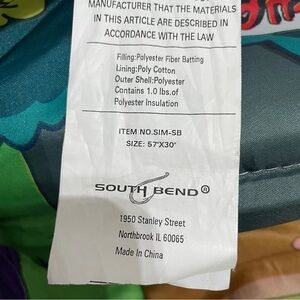 MANUFACTURER THAT THE MATERIALS
IN THIS ARTICLE ARE DESCRIBED IN
ACCORDANCE WITH THE LAW
Filling:Polyester Fiber Batting
Lining:Poly Cotton
Outer Shell:Polyester
Contains 1.0 lbs.of
Polyester Insulation
ITEM NO.SIM-SB
SIZE: 57"X30"
SOUTH BEND®
1950 Stanley Street
Northbrook IL 60065
Made in China